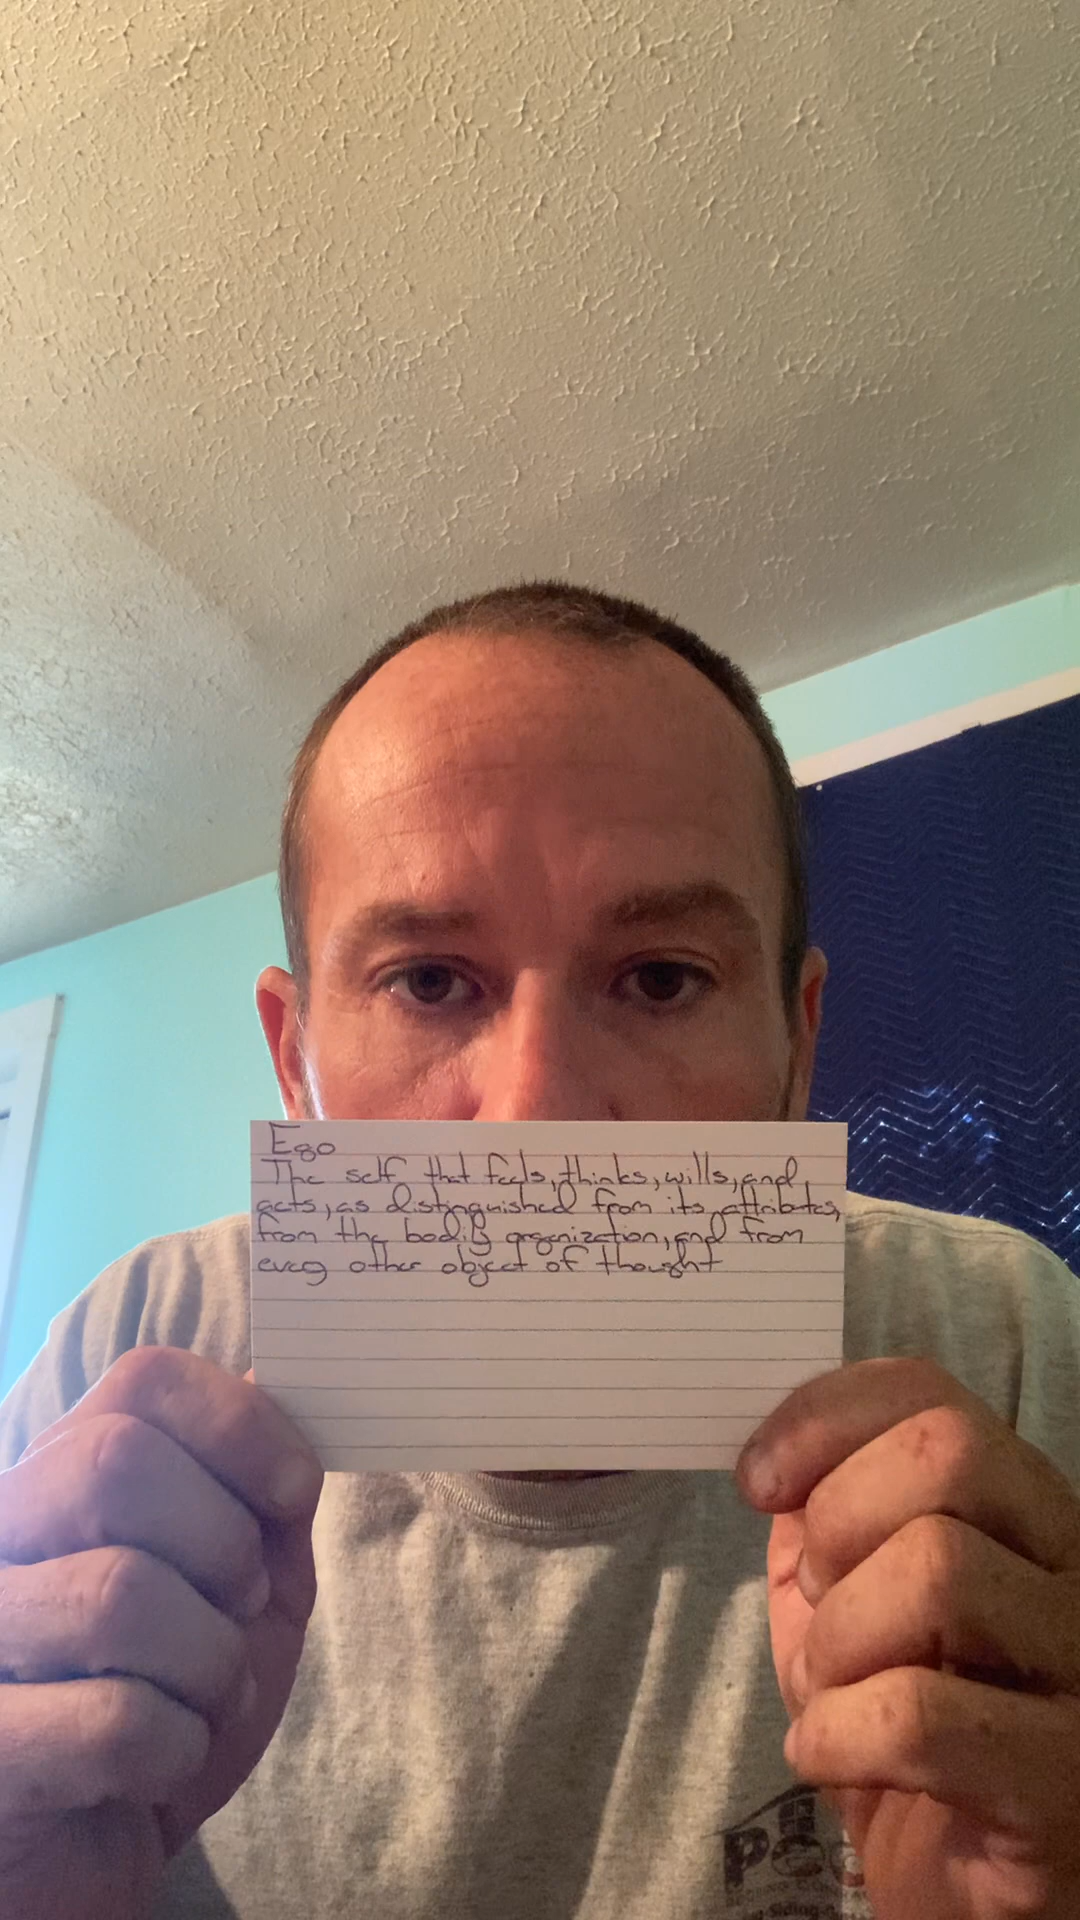 Ego
The self that feels, thinks, wills, and
acts, as distinguished from its attributes,
from the bodily organization, and from
every other object of thought
Siding